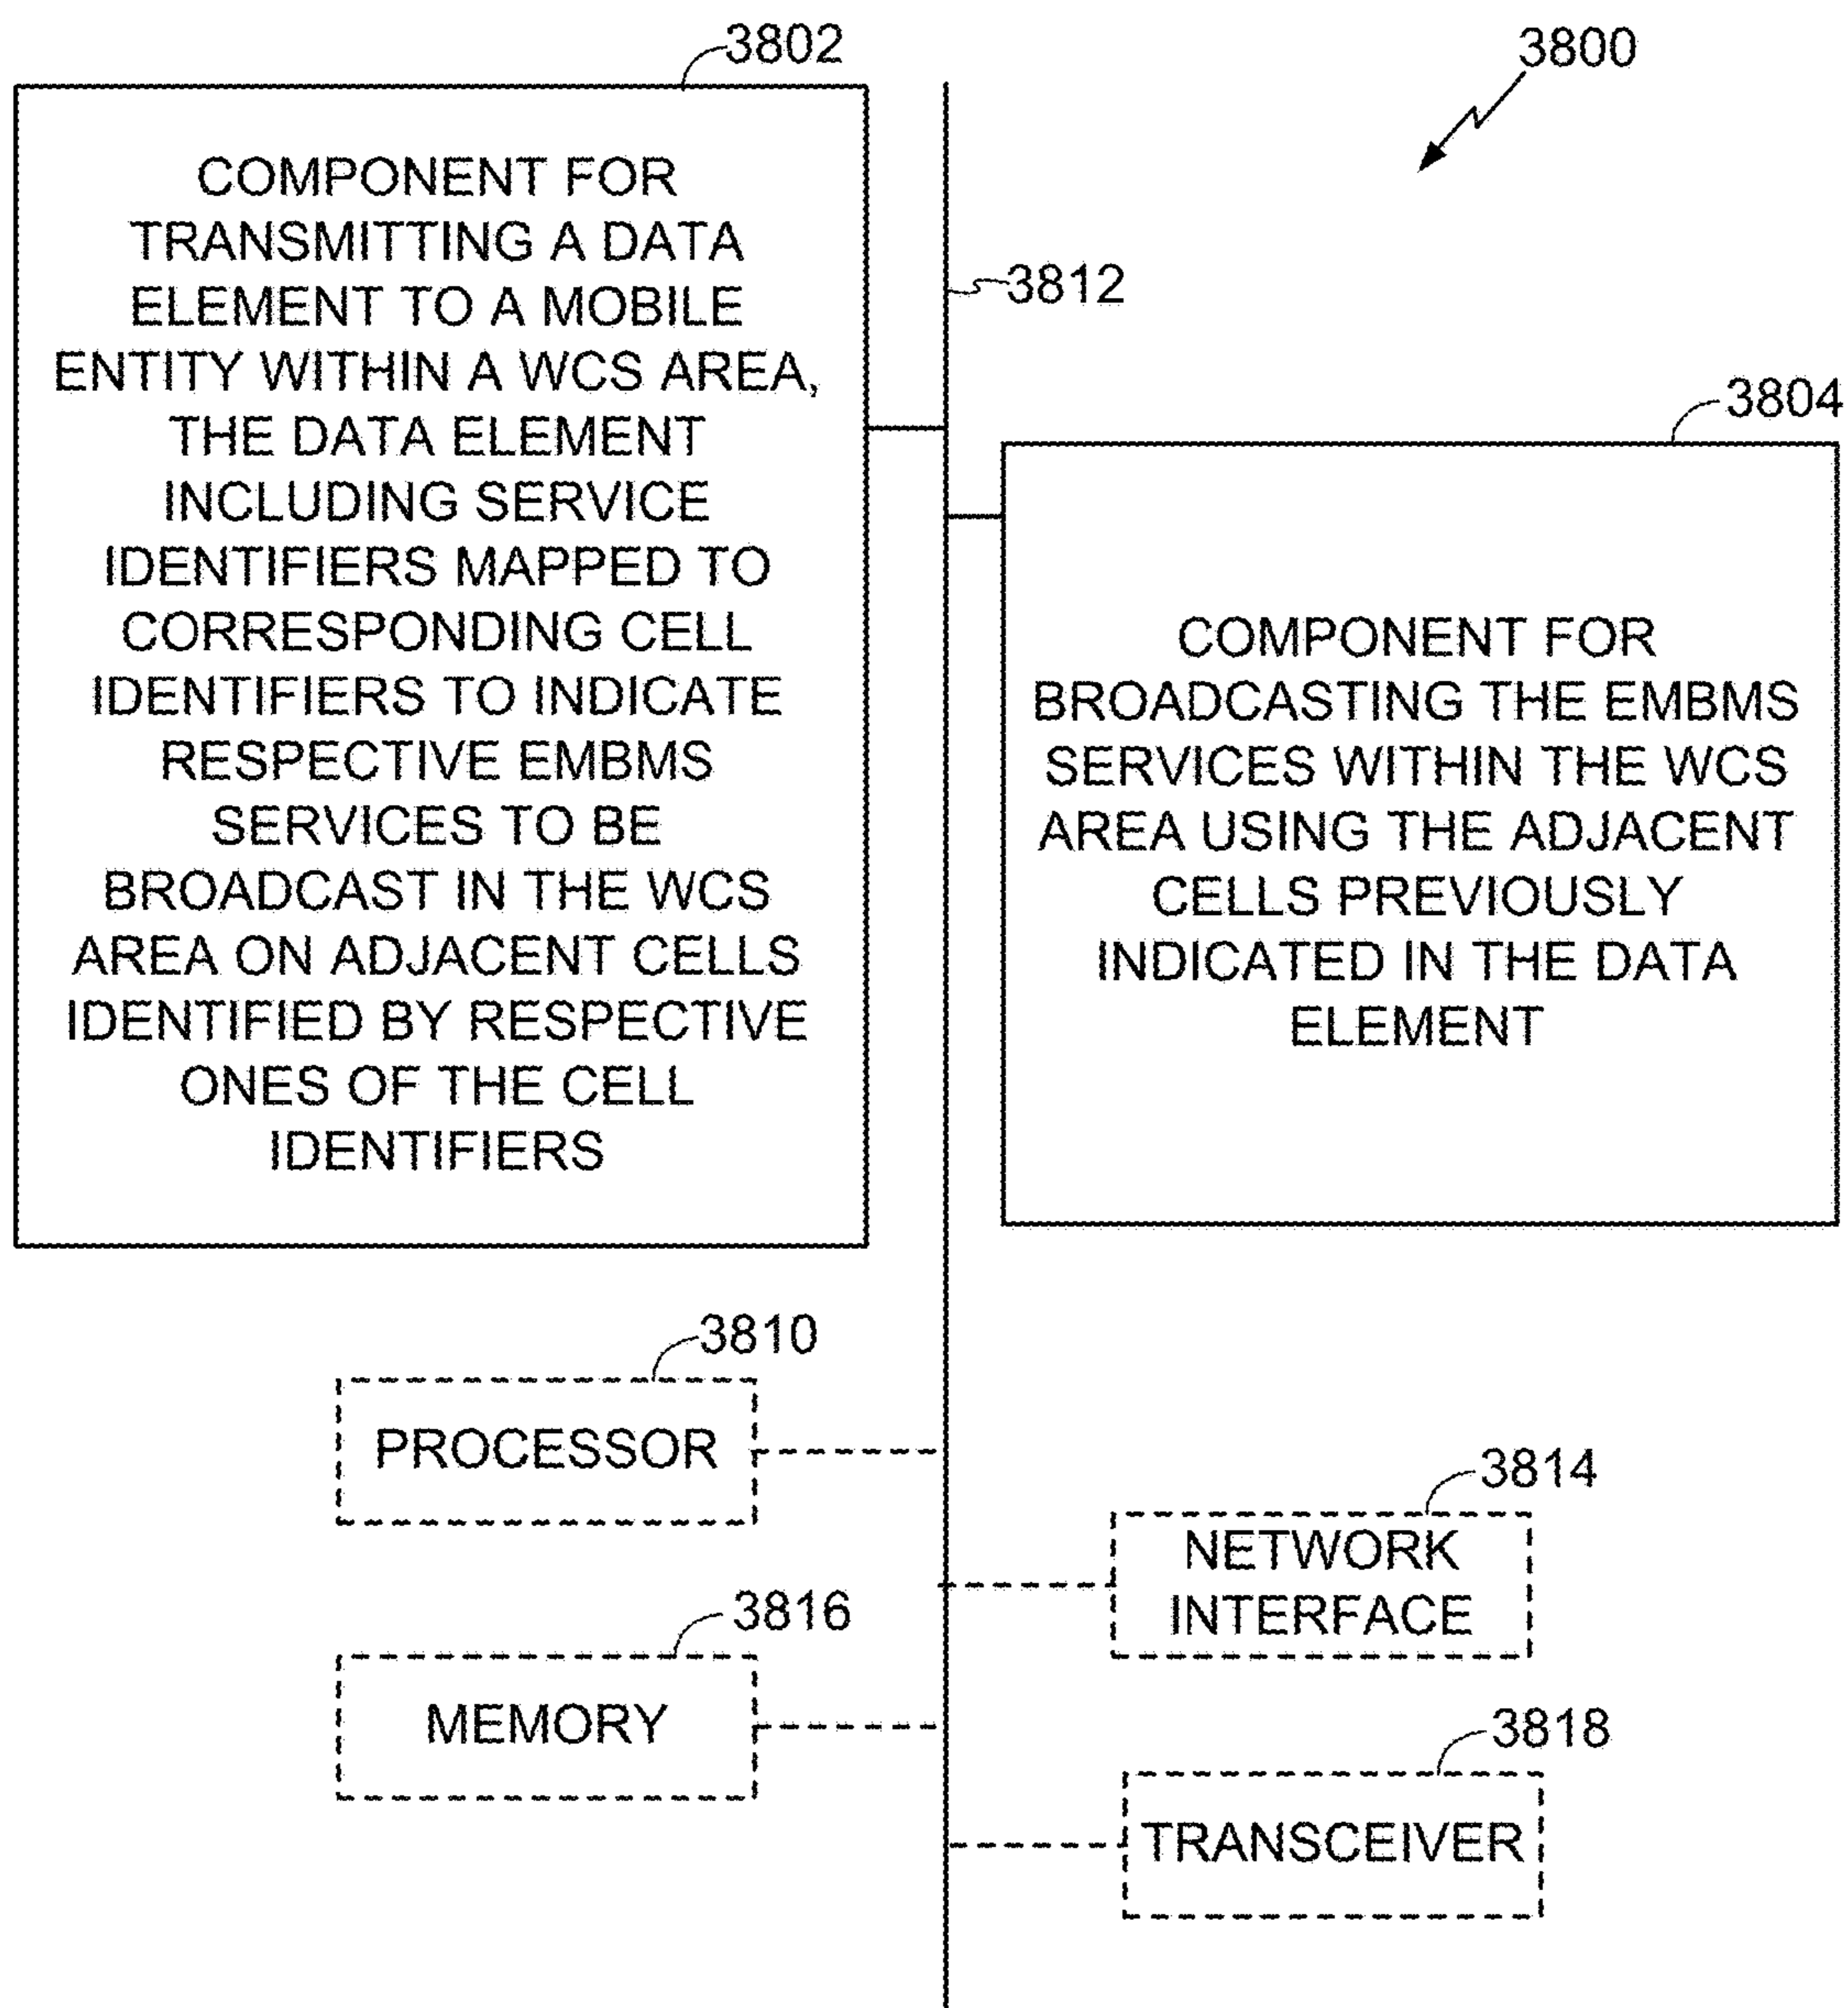 3802
3800
COMPONENT FOR
TRANSMITTING A DATA
ELEMENT TO A MOBILE
ENTITY WITHIN A WCS AREA,
THE DATA ELEMENT
INCLUDING SERVICE
IDENTIFIERS MAPPED TO
CORRESPONDING CELL
IDENTIFIERS TO INDICATE
RESPECTIVE EMBMS
SERVICES TO BE
BROADCAST IN THE WCS
AREA ON ADJACENT CELLS
IDENTIFIED BY RESPECTIVE
ONES OF THE CELL
IDENTIFIERS
3812
3804
COMPONENT FOR
BROADCASTING THE EMBMS
SERVICES WITHIN THE WCS
AREA USING THE ADJACENT
CELLS PREVIOUSLY
INDICATED IN THE DATA
ELEMENT
3810
PROCESSOR
3814
NETWORK
INTERFACE
3816
MEMORY
3818
TRANSCEIVER